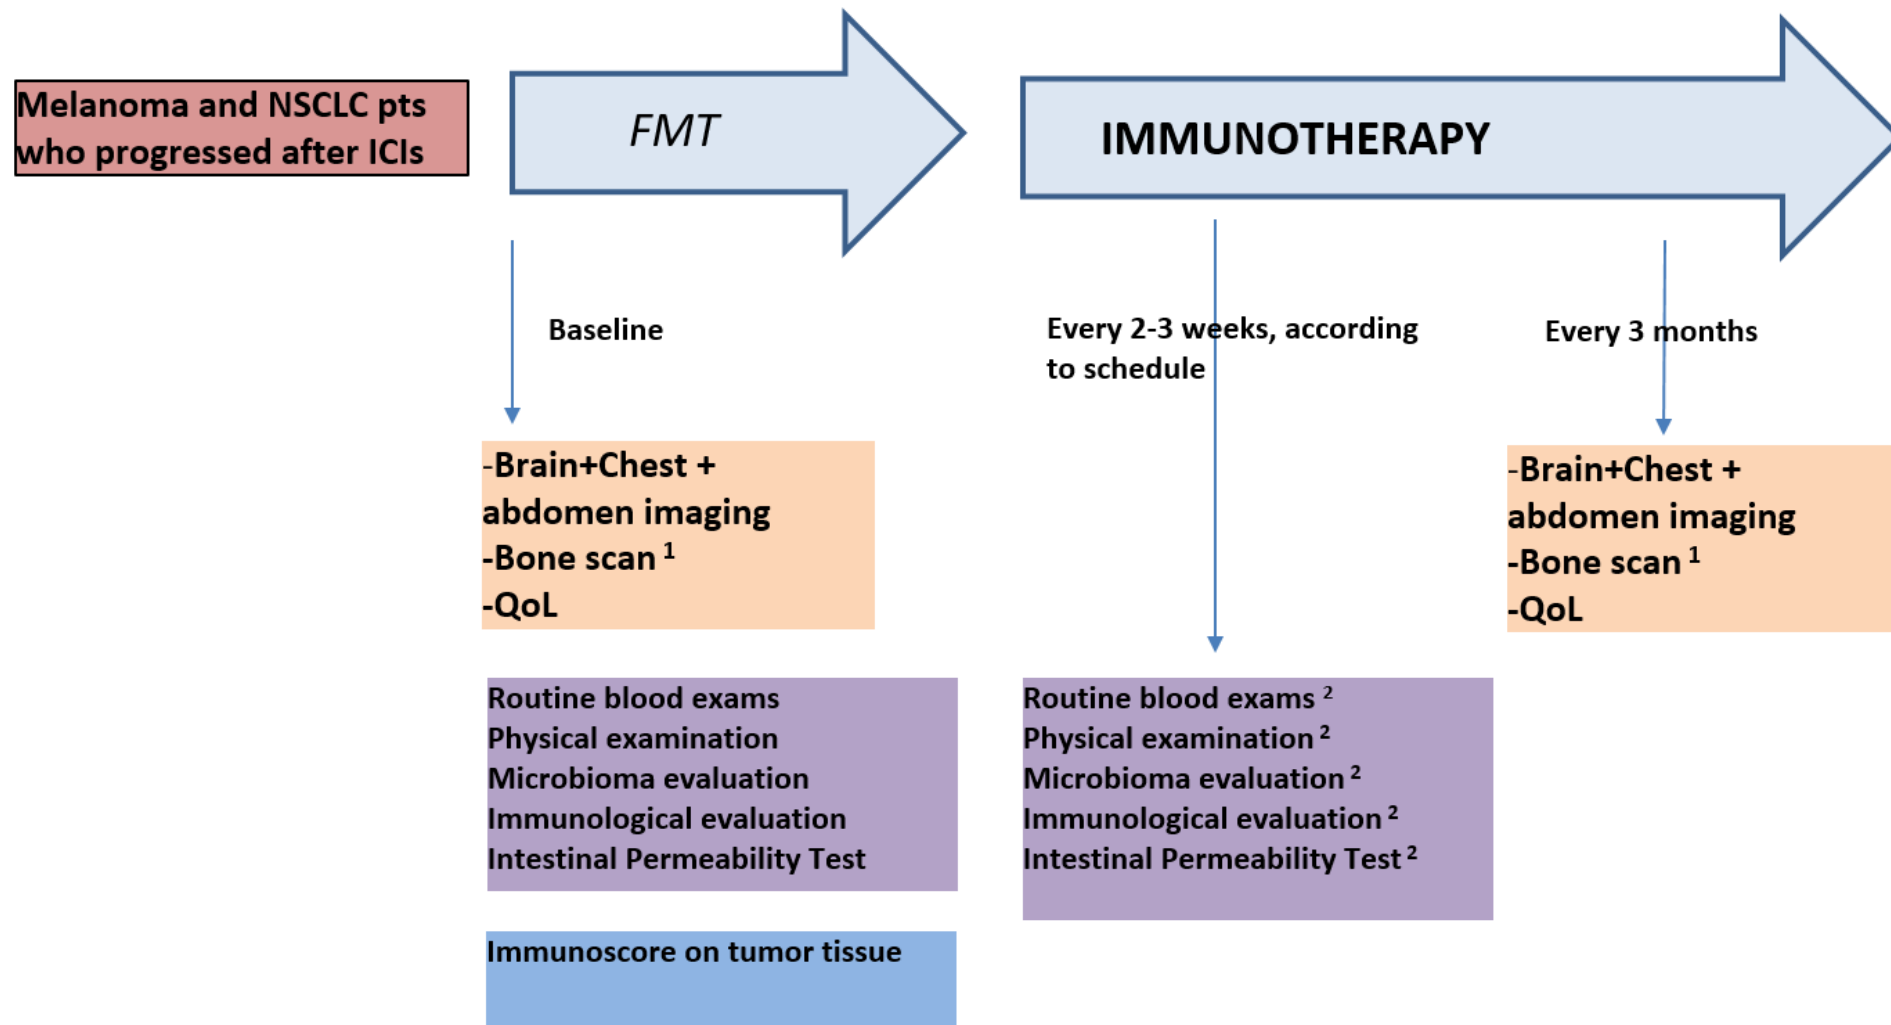 Melanoma and NSCLC pts
who progressed after ICIs
FMT
IMMUNOTHERAPY
Baseline
Every 2-3 weeks, according
to schedule
Every 3 months
-Brain+Chest +
abdomen imaging
-Bone scan ¹
-QoL
-Brain+Chest +
abdomen imaging
-Bone scan ¹
-QoL
Routine blood exams
Physical examination
Microbioma evaluation
Immunological evaluation
Intestinal Permeability Test
Routine blood exams ²
Physical examination ²
Microbioma evaluation ²
Immunological evaluation ²
Intestinal Permeability Test ²
Immunoscore on tumor tissue